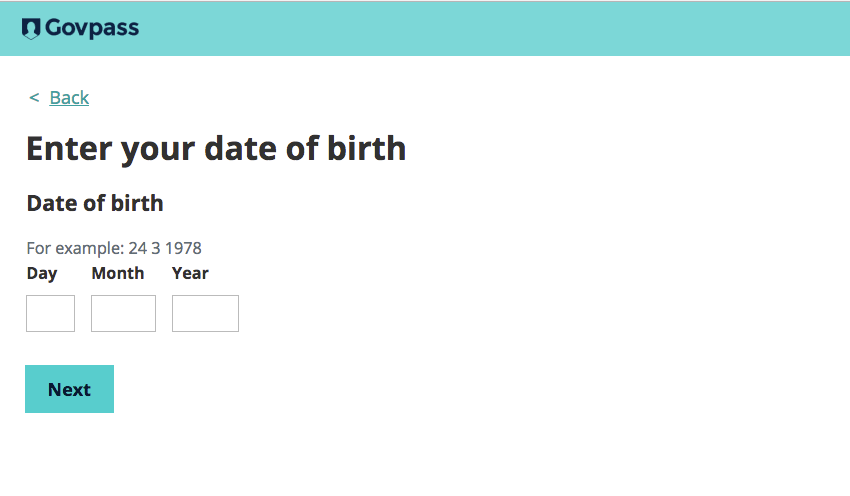 Govpass
< Back
Enter your date of birth
Date of birth
For example: 24 3 1978
Day Month Year
Next